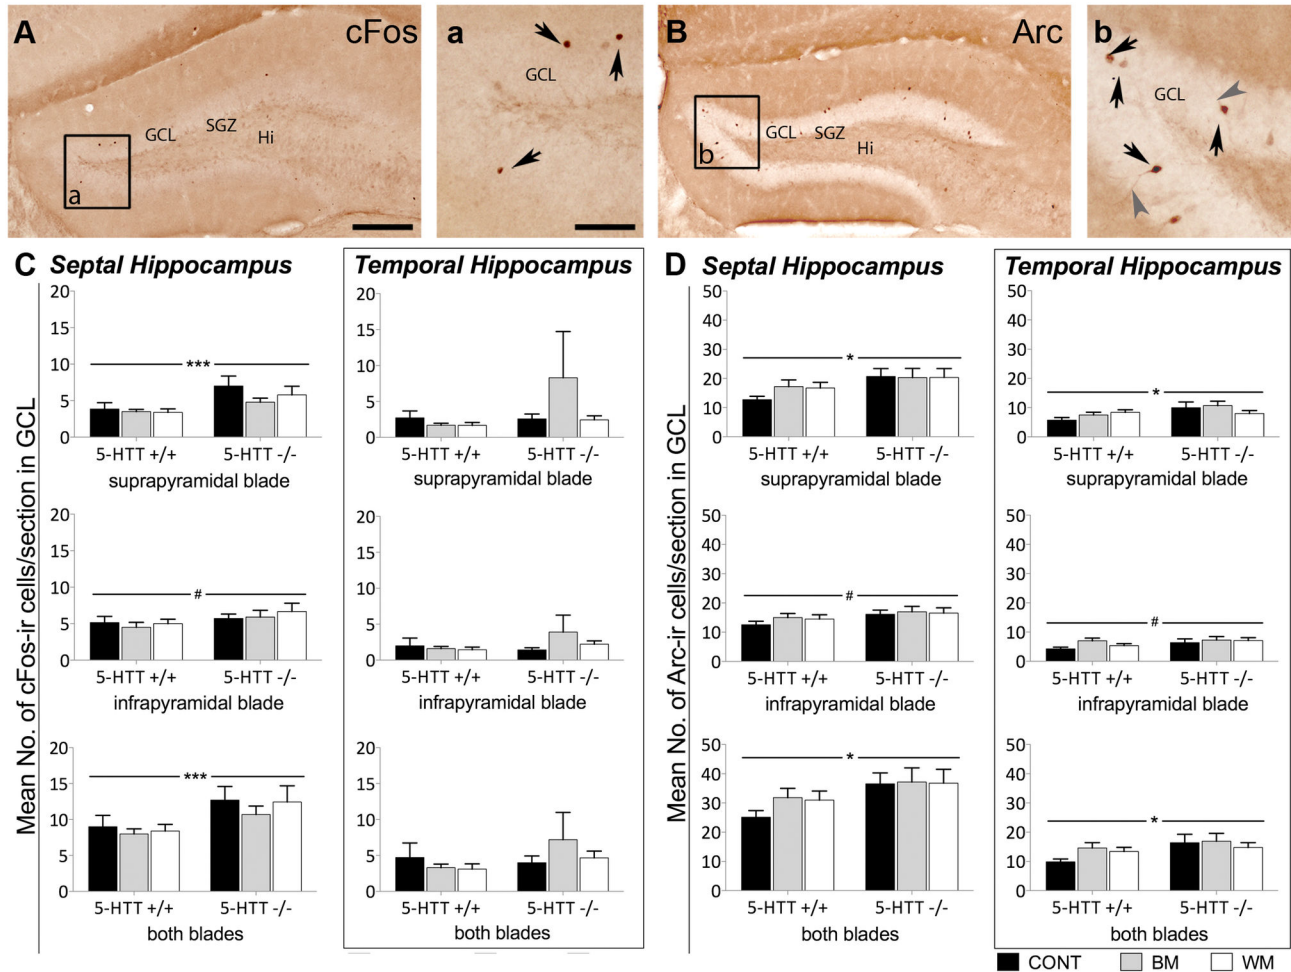 A
cFos
GCL
SGZ
Hi
a
a
GCL
B
Arc
GCL
SGZ
Hi
b
b
GCL
C
Septal Hippocampus
Temporal Hippocampus
Mean No. of cFos-ir cells/section in GCL
20
15
10
5
0
***
5-HTT +/+
5-HTT -/-
suprapyramidal blade
20
15
10
5
0
5-HTT +/+
5-HTT -/-
suprapyramidal blade
20
15
10
5
0
#
5-HTT +/+
5-HTT -/-
infrapyramidal blade
20
15
10
5
0
5-HTT +/+
5-HTT -/-
infrapyramidal blade
20
15
10
5
0
***
5-HTT +/+
5-HTT -/-
both blades
20
15
10
5
0
5-HTT +/+
5-HTT -/-
both blades
D
Septal Hippocampus
Temporal Hippocampus
Mean No. of Arc-ir cells/section in GCL
50
40
30
20
10
0
*
5-HTT +/+
5-HTT -/-
suprapyramidal blade
50
40
30
20
10
0
*
5-HTT +/+
5-HTT -/-
suprapyramidal blade
50
40
30
20
10
0
#
5-HTT +/+
5-HTT -/-
infrapyramidal blade
50
40
30
20
10
0
#
5-HTT +/+
5-HTT -/-
infrapyramidal blade
50
40
30
20
10
0
*
5-HTT +/+
5-HTT -/-
both blades
50
40
30
20
10
0
*
5-HTT +/+
5-HTT -/-
both blades
CONT
BM
WM